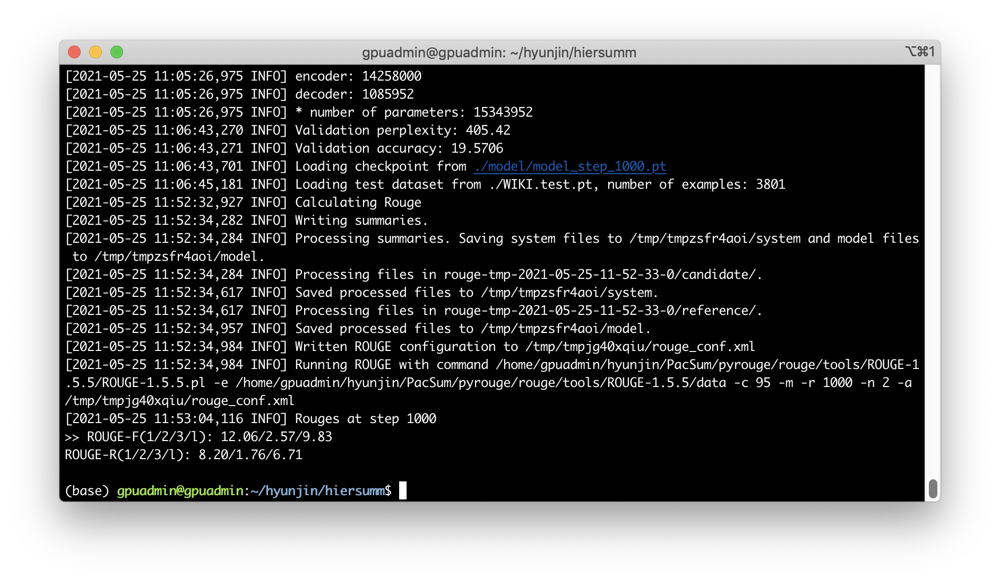 gpuadmin@gpuadmin: ~/hyunjin/hiersumm
⌥⌘1
[2021-05-25 11:05:26,975 INFO] encoder: 14258000
[2021-05-25 11:05:26,975 INFO] decoder: 1085952
[2021-05-25 11:05:26,975 INFO] * number of parameters: 15343952
[2021-05-25 11:06:43,270 INFO] Validation perplexity: 405.42
[2021-05-25 11:06:43,271 INFO] Validation accuracy: 19.5706
[2021-05-25 11:06:43,701 INFO] Loading checkpoint from ./model/model_step_1000.pt
[2021-05-25 11:06:45,181 INFO] Loading test dataset from ./WIKI.test.pt, number of examples: 3801
[2021-05-25 11:52:32,927 INFO] Calculating Rouge
[2021-05-25 11:52:34,282 INFO] Writing summaries.
[2021-05-25 11:52:34,284 INFO] Processing summaries. Saving system files to /tmp/tmpzsfr4aoi/system and model files
 to /tmp/tmpzsfr4aoi/model.
[2021-05-25 11:52:34,284 INFO] Processing files in rouge-tmp-2021-05-25-11-52-33-0/candidate/.
[2021-05-25 11:52:34,617 INFO] Saved processed files to /tmp/tmpzsfr4aoi/system.
[2021-05-25 11:52:34,617 INFO] Processing files in rouge-tmp-2021-05-25-11-52-33-0/reference/.
[2021-05-25 11:52:34,957 INFO] Saved processed files to /tmp/tmpzsfr4aoi/model.
[2021-05-25 11:52:34,984 INFO] Written ROUGE configuration to /tmp/tmpjg40xqiu/rouge_conf.xml
[2021-05-25 11:52:34,984 INFO] Running ROUGE with command /home/gpuadmin/hyunjin/PacSum/pyrouge/rouge/tools/ROUGE-1
.5.5/ROUGE-1.5.5.pl -e /home/gpuadmin/hyunjin/PacSum/pyrouge/rouge/tools/ROUGE-1.5.5/data -c 95 -m -r 1000 -n 2 -a
/tmp/tmpjg40xqiu/rouge_conf.xml
[2021-05-25 11:53:04,116 INFO] Rouges at step 1000
>> ROUGE-F(1/2/3/l): 12.06/2.57/9.83
ROUGE-R(1/2/3/l): 8.20/1.76/6.71
(base) gpuadmin@gpuadmin:~/hyunjin/hiersumm$